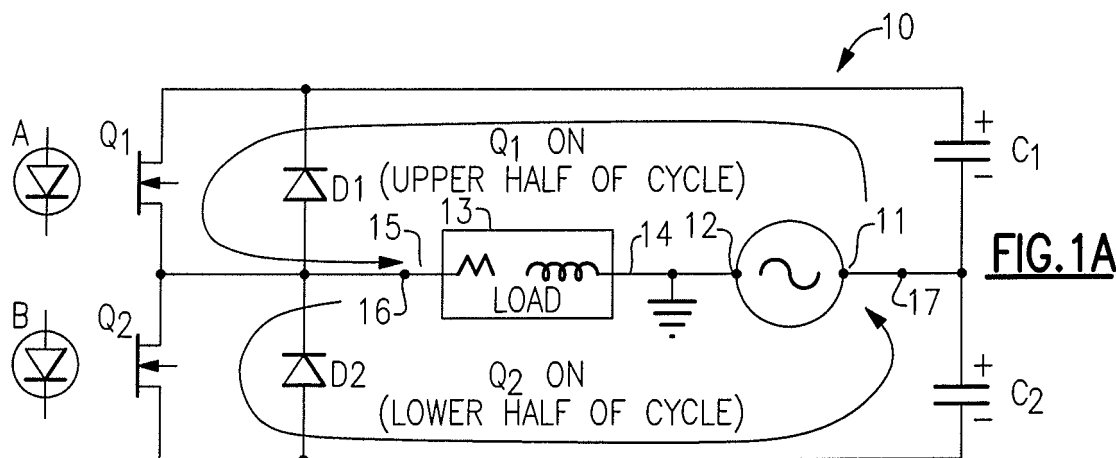 10
A
Q1
Q1 ON
(UPPER HALF OF CYCLE)
D1
+
C1
-
13
15
14
12
11
FIG.1A
16
LOAD
17
B
Q2
D2
Q2 ON
(LOWER HALF OF CYCLE)
+
C2
-